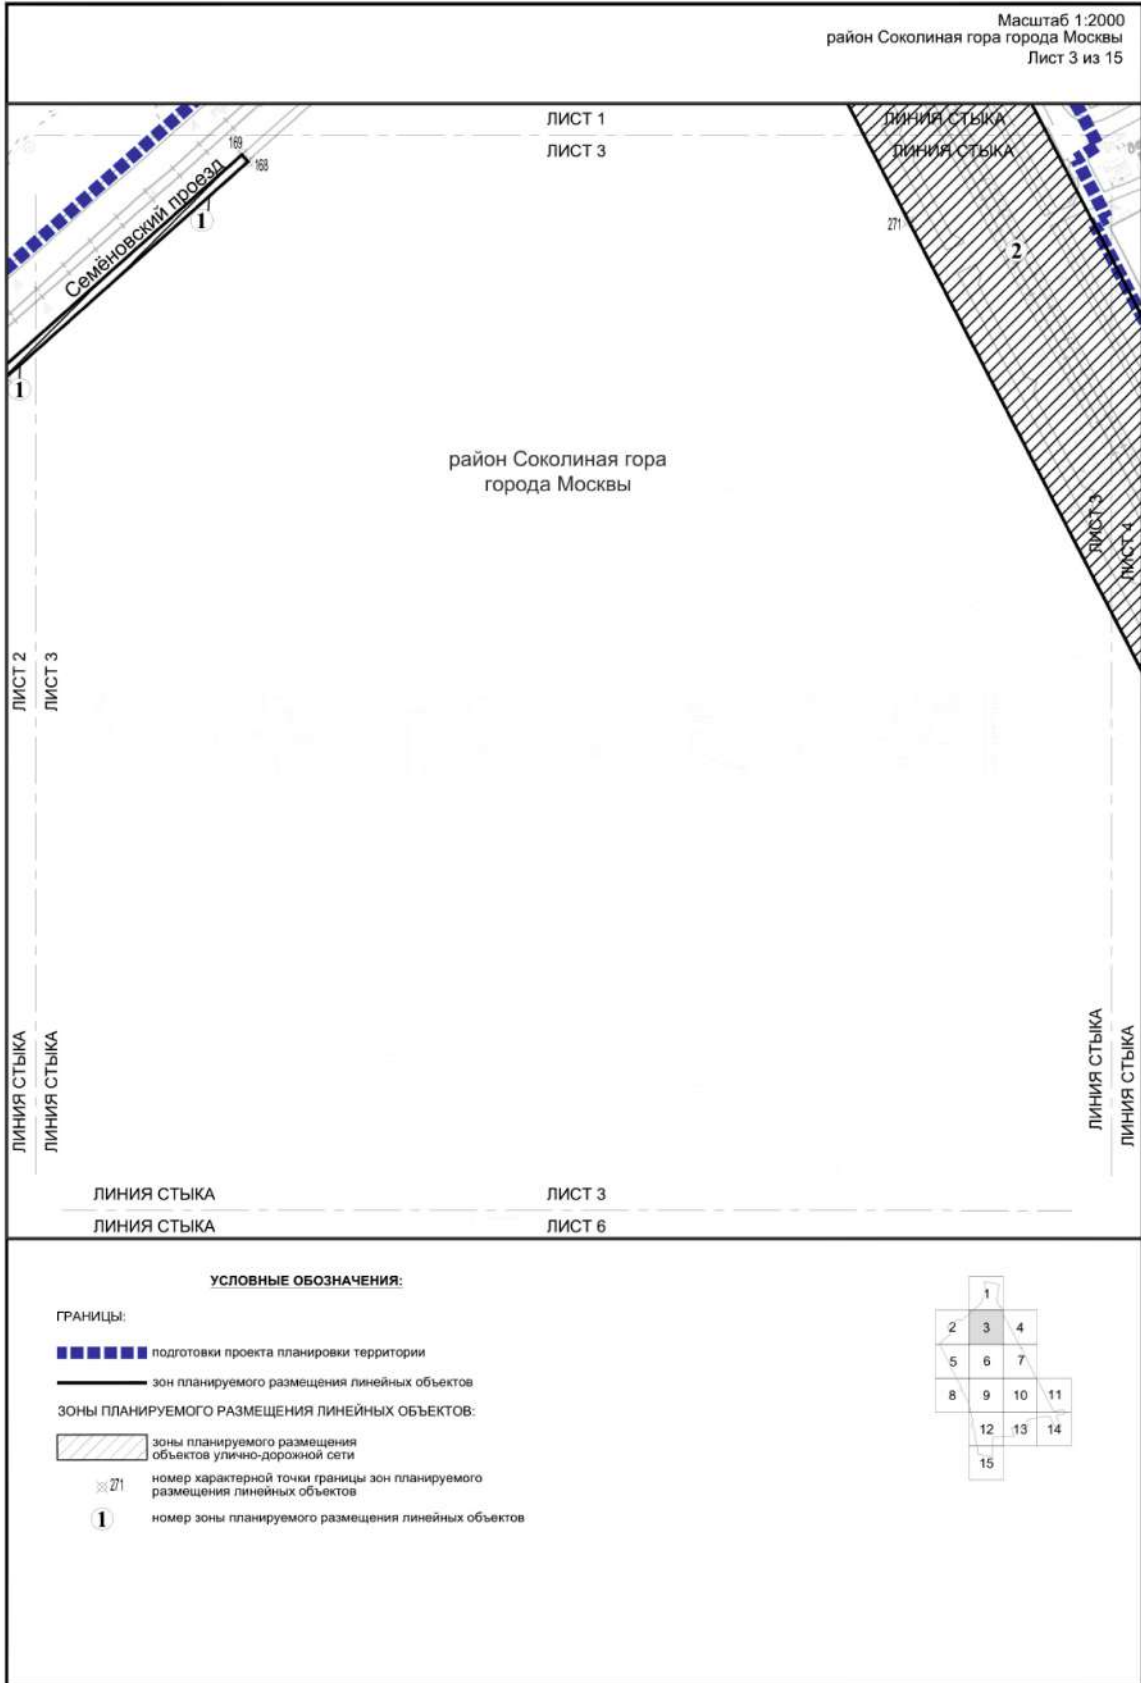 Масштаб 1:2000
район Соколиная гора города Москвы
Лист 3 из 15
ЛИСТ 1
ЛИНИЯ СТЫКА
ЛИСТ 3
ЛИНИЯ СТЫКА
169
168
Семёновский проезд
1
1
271
2
район Соколиная гора
города Москвы
ЛИСТ 3
ЛИСТ 4
ЛИСТ 2
ЛИСТ 3
ЛИНИЯ СТЫКА
ЛИНИЯ СТЫКА
ЛИНИЯ СТЫКА
ЛИНИЯ СТЫКА
ЛИНИЯ СТЫКА
ЛИСТ 3
ЛИНИЯ СТЫКА
ЛИСТ 6
УСЛОВНЫЕ ОБОЗНАЧЕНИЯ:
ГРАНИЦЫ:
подготовки проекта планировки территории
зон планируемого размещения линейных объектов
ЗОНЫ ПЛАНИРУЕМОГО РАЗМЕЩЕНИЯ ЛИНЕЙНЫХ ОБЪЕКТОВ:
зоны планируемого размещения
объектов улично-дорожной сети
271
номер характерной точки границы зон планируемого
размещения линейных объектов
1
номер зоны планируемого размещения линейных объектов
1
2 3 4
5 6 7
8 9 10 11
12 13 14
15